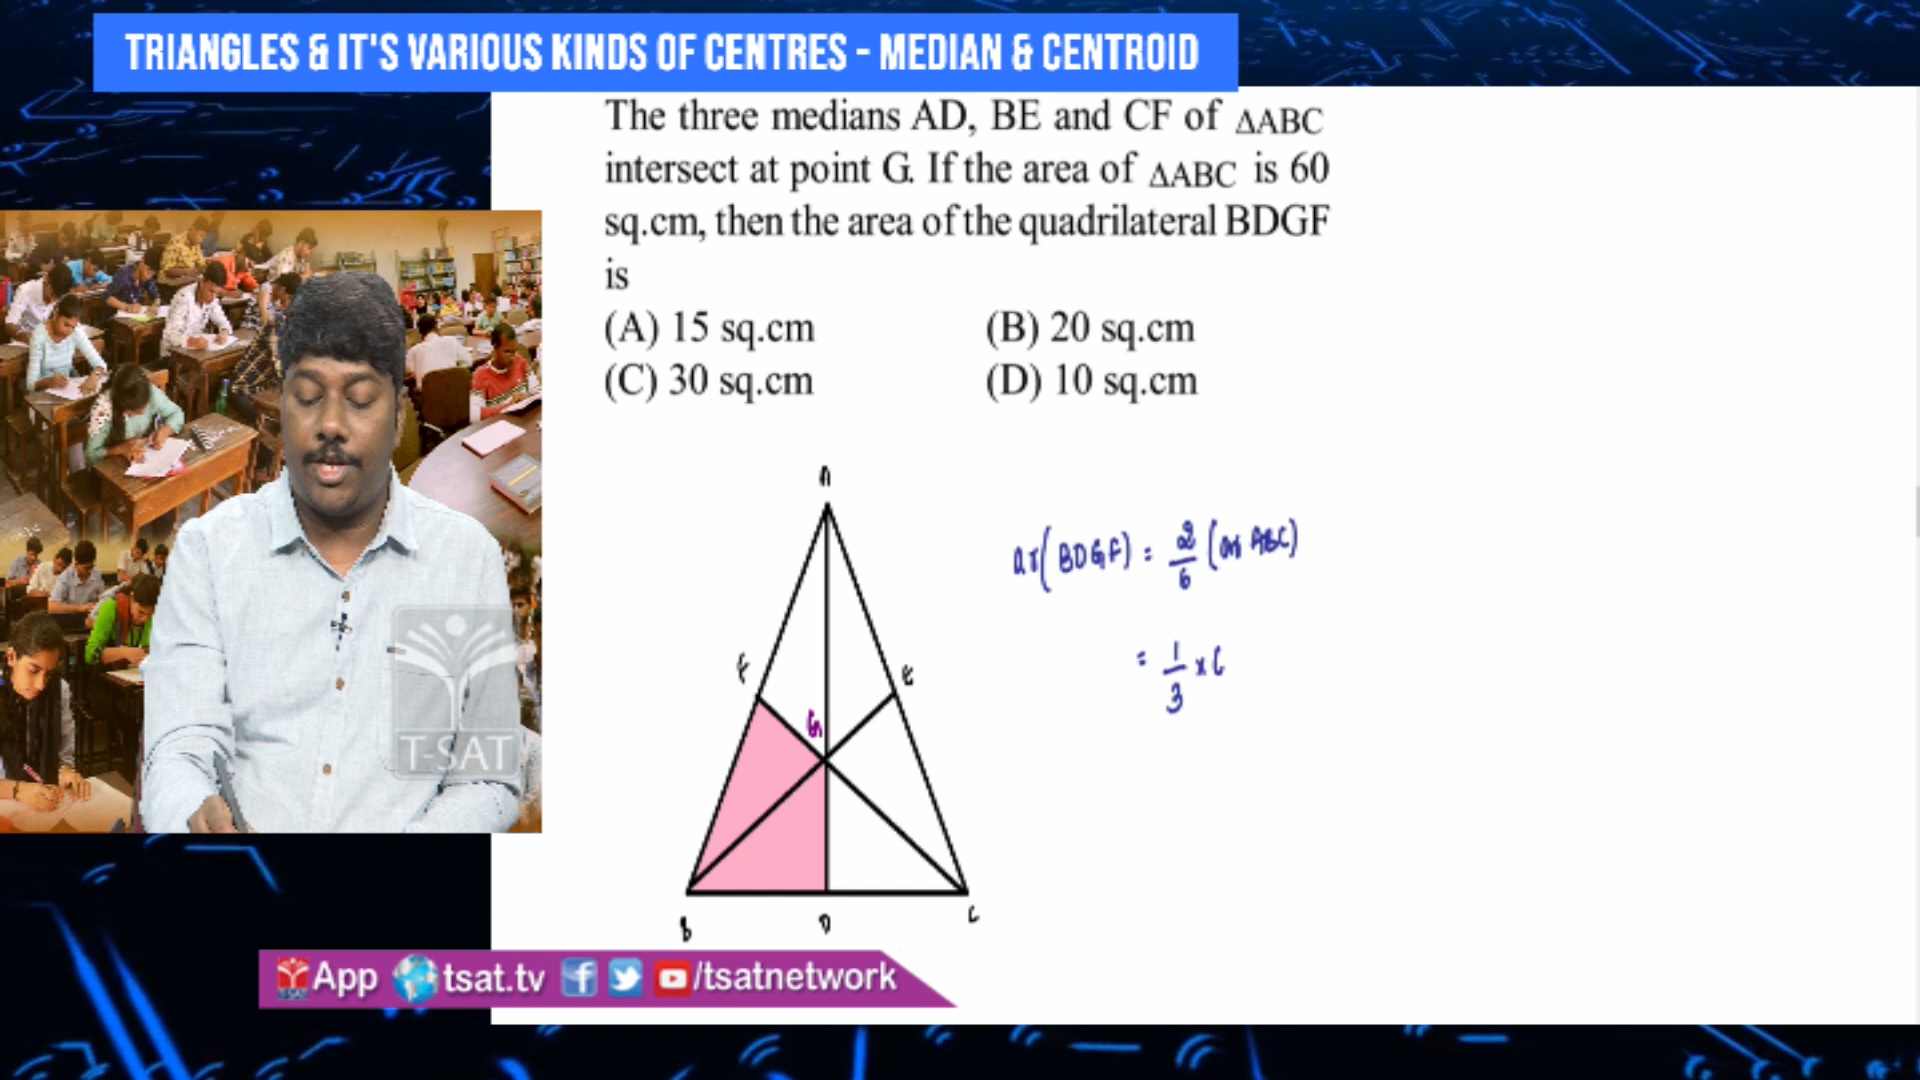 TRIANGLES & IT'S VARIOUS KINDS OF CENTRES - MEDIAN & CENTROID
The three medians AD, BE and CF of ΔABC
intersect at point G. If the area of ΔABC is 60
sq.cm, then the area of the quadrilateral BDGF
is
(A) 15 sq.cm (B) 20 sq.cm
(C) 30 sq.cm (D) 10 sq.cm
A
ar(BDGF) = 2/6 (ar ABC)
= 1/3 x 6
F E
G
B D C
T-SAT
App tsat.tv /tsatnetwork